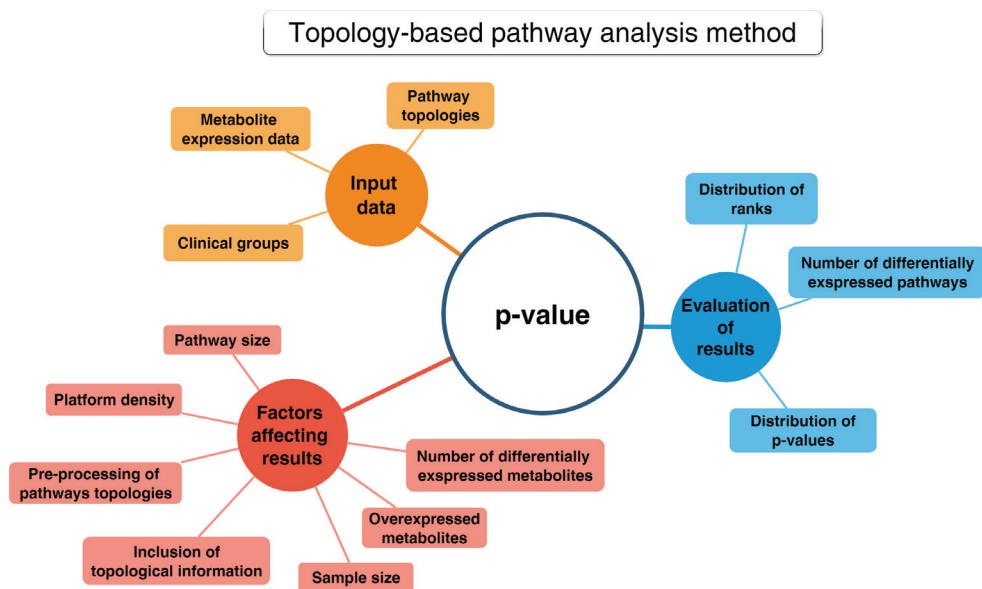 Topology-based pathway analysis method
Pathway
topologies
Metabolite
expression data
Input
data
Clinical groups
Distribution of
ranks
Number of differentially
exspressed pathways
Evaluation
of
results
Distribution of
p-values
p-value
Pathway size
Platform density
Factors
affecting
results
Pre-processing of
pathways topologies
Number of differentially
exspressed metabolites
Overexpressed
metabolites
Inclusion of
topological information
Sample size